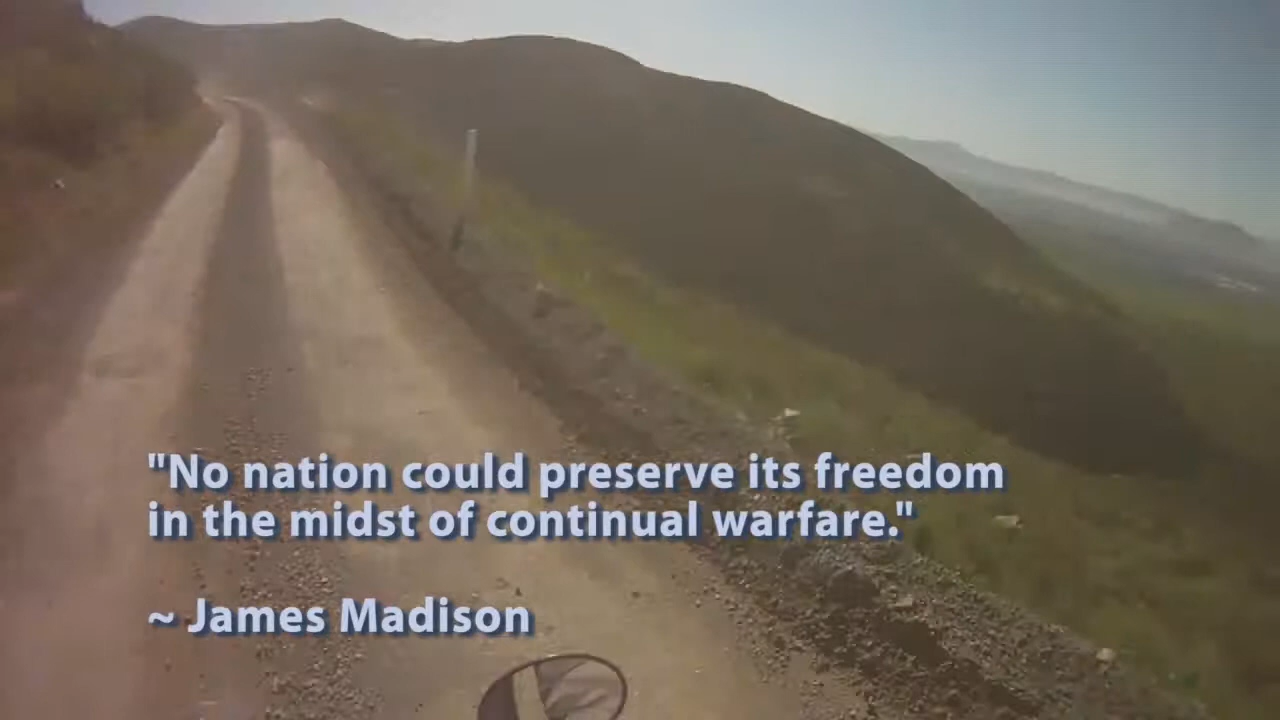 "No nation could preserve its freedom
in the midst of continual warfare."
~ James Madison